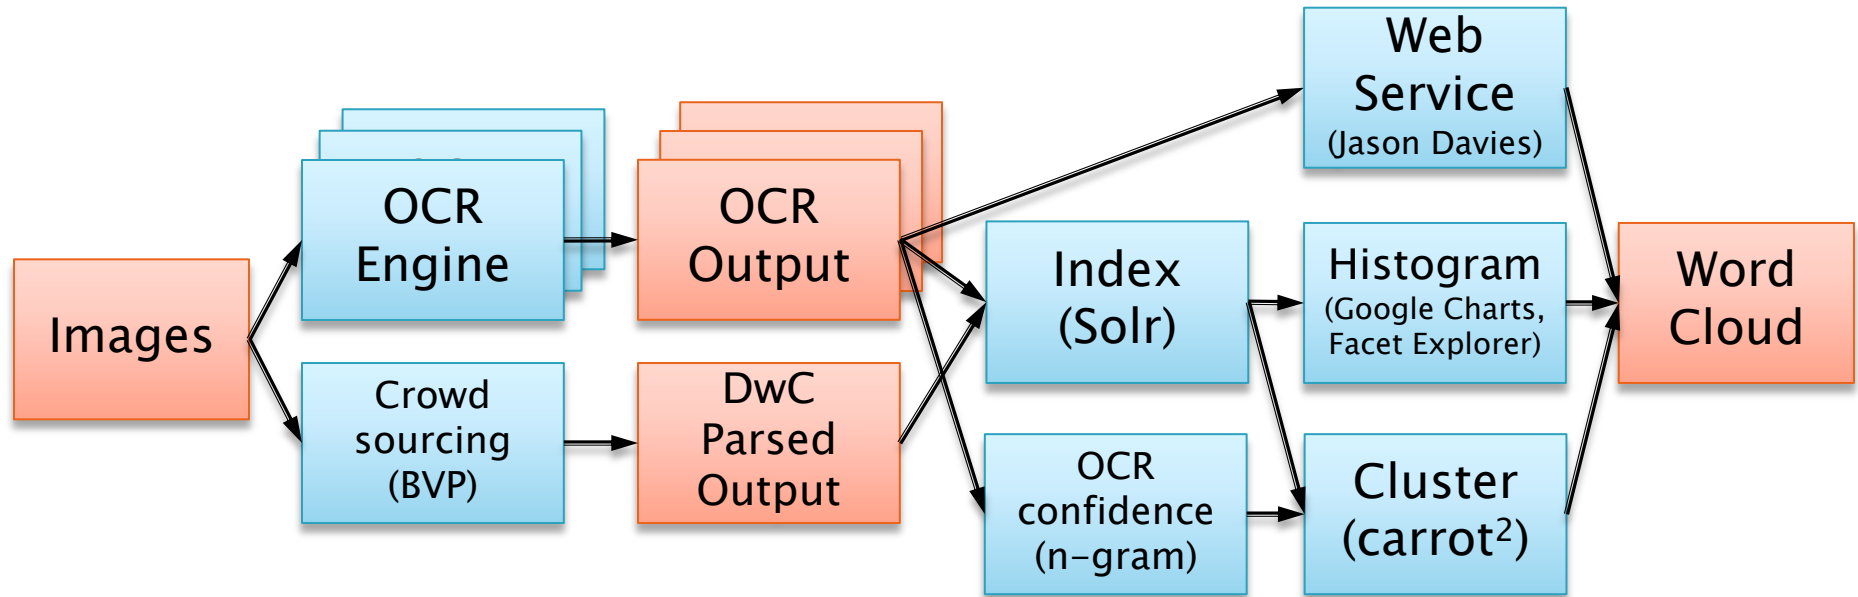 Images
OCR
Engine
Crowd
sourcing
(BVP)
OCR
Output
DwC
Parsed
Output
Index
(Solr)
OCR
confidence
(n-gram)
Web
Service
(Jason Davies)
Histogram
(Google Charts,
Facet Explorer)
Cluster
(carrot²)
Word
Cloud